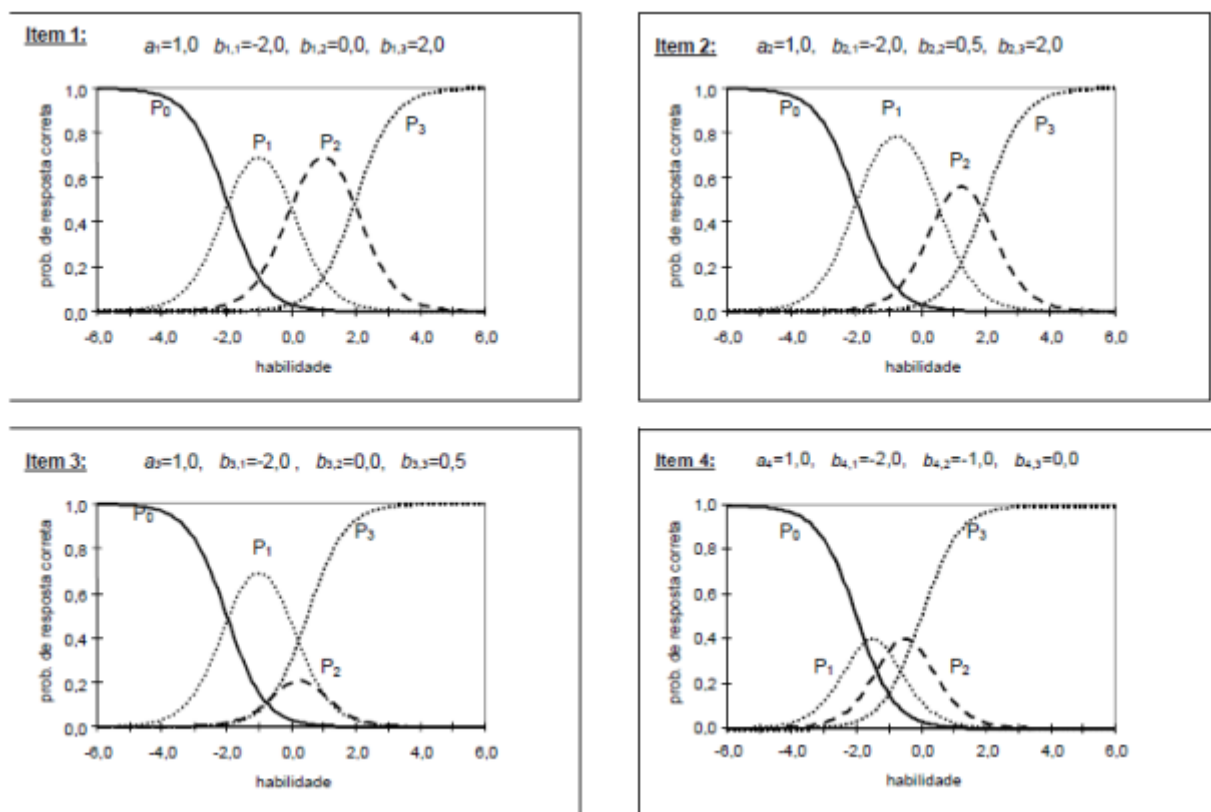 Item 1: a₁=1,0 b₁,₁=-2,0, b₁,₂=0,0, b₁,₃=2,0
prob. de resposta correta
1,0
0,8
0,6
0,4
0,2
0,0
P₀
P₁
P₂
P₃
-6,0 -4,0 -2,0 0,0 2,0 4,0 6,0
habilidade
Item 2: a₂=1,0, b₂,₁=-2,0, b₂,₂=0,5, b₂,₃=2,0
prob. de resposta correta
1,0
0,8
0,6
0,4
0,2
0,0
P₀
P₁
P₂
P₃
-6,0 -4,0 -2,0 0,0 2,0 4,0 6,0
habilidade
Item 3: a₃=1,0, b₃,₁=-2,0 , b₃,₂=0,0, b₃,₃=0,5
prob. de resposta correta
1,0
0,8
0,6
0,4
0,2
0,0
P₀
P₁
P₂
P₃
-6,0 -4,0 -2,0 0,0 2,0 4,0 6,0
habilidade
Item 4: a₄=1,0, b₄,₁=-2,0, b₄,₂=-1,0, b₄,₃=0,0
prob. de resposta correta
1,0
0,8
0,6
0,4
0,2
0,0
P₀
P₁
P₂
P₃
-6,0 -4,0 -2,0 0,0 2,0 4,0 6,0
habilidade